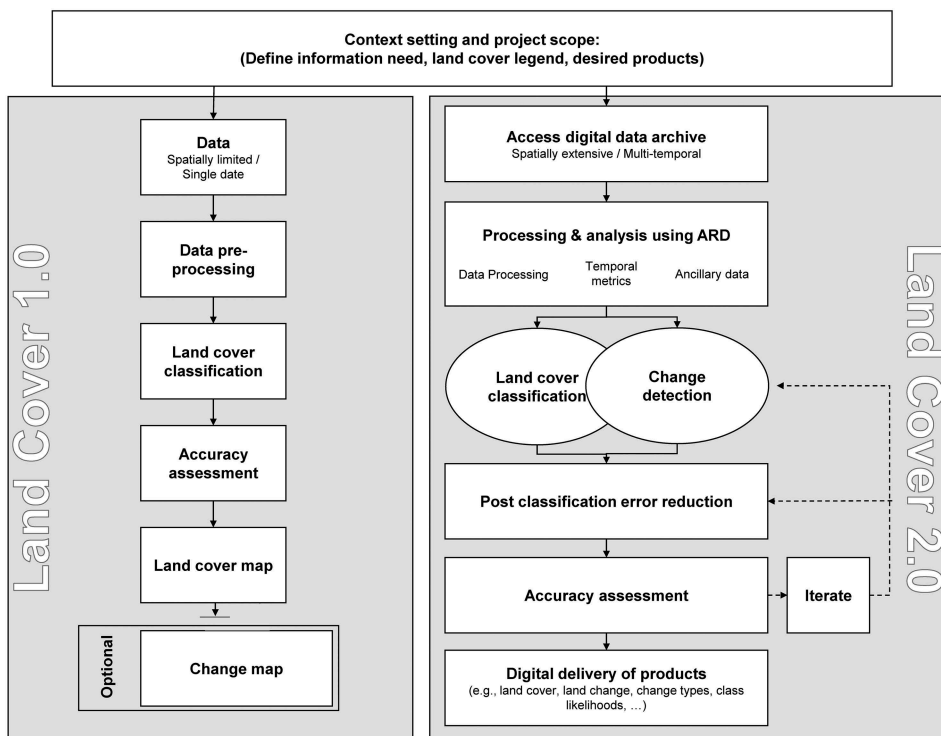 Context setting and project scope:
(Define information need, land cover legend, desired products)
Land Cover 1.0
Data
Spatially limited /
Single date
Data pre-
processing
Land cover
classification
Accuracy
assessment
Land cover map
Optional
Change map
Access digital data archive
Spatially extensive / Multi-temporal
Processing & analysis using ARD
Data Processing
Temporal
metrics
Ancillary data
Land cover
classification
Change
detection
Post classification error reduction
Accuracy assessment
Iterate
Digital delivery of products
(e.g., land cover, land change, change types, class
likelihoods, …)
Land Cover 2.0